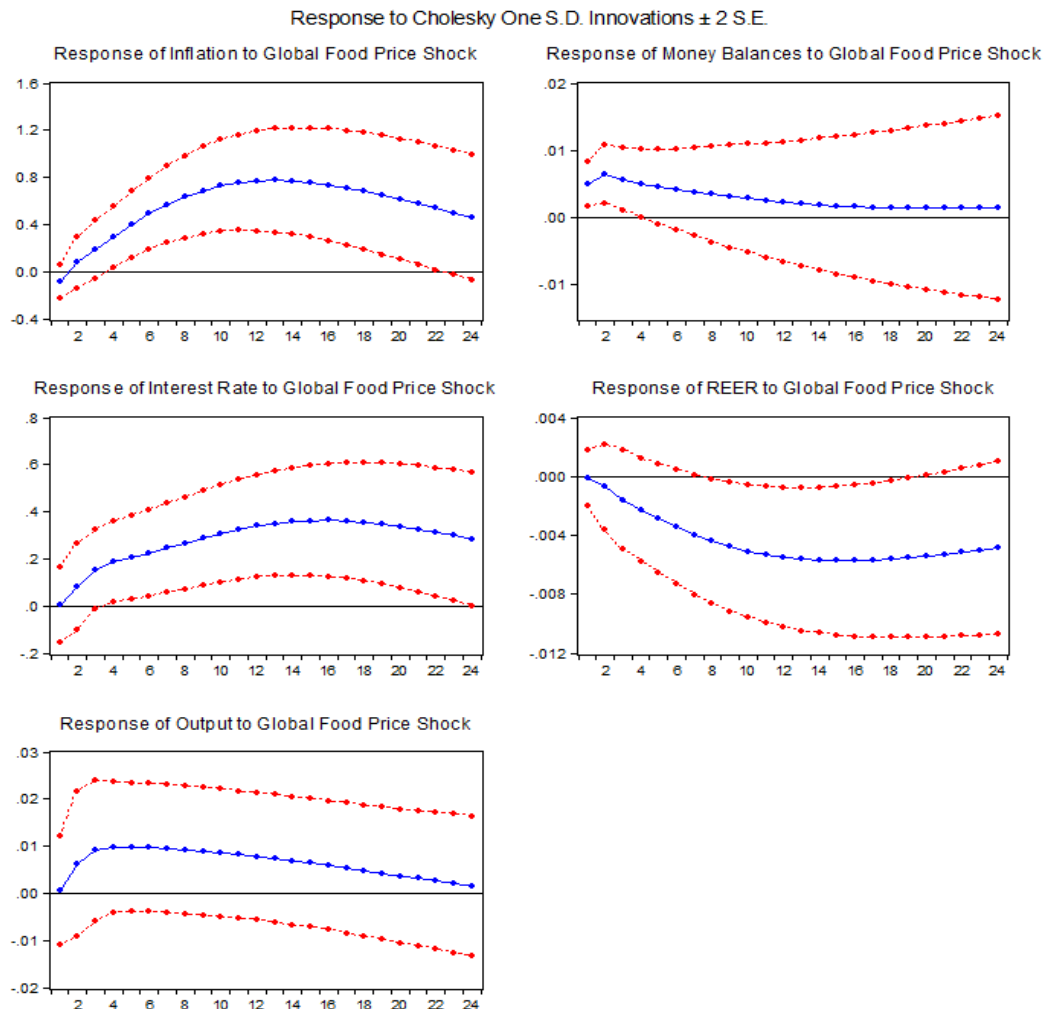 Response to Cholesky One S.D. Innovations ± 2 S.E.
Response of Inflation to Global Food Price Shock
1.6
1.2
0.8
0.4
0.0
-0.4
2 4 6 8 10 12 14 16 18 20 22 24
Response of Money Balances to Global Food Price Shock
.02
.01
.00
-.01
2 4 6 8 10 12 14 16 18 20 22 24
Response of Interest Rate to Global Food Price Shock
.8
.6
.4
.2
.0
-.2
2 4 6 8 10 12 14 16 18 20 22 24
Response of REER to Global Food Price Shock
.004
.000
-.004
-.008
-.012
2 4 6 8 10 12 14 16 18 20 22 24
Response of Output to Global Food Price Shock
.03
.02
.01
.00
-.01
-.02
2 4 6 8 10 12 14 16 18 20 22 24